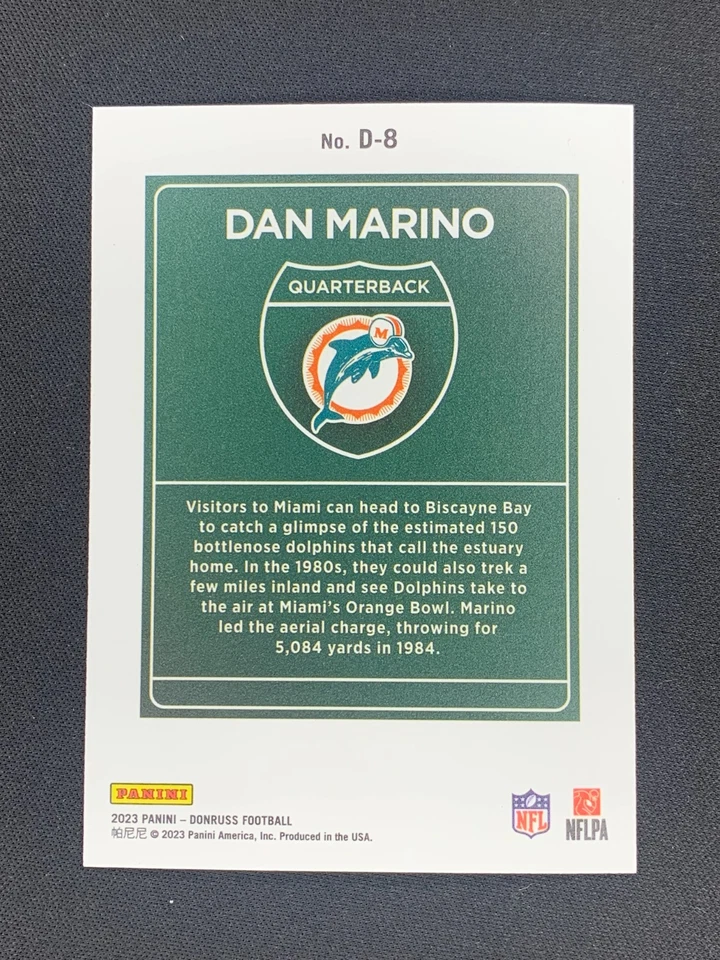 No. D-8
DAN MARINO
QUARTERBACK
M
Visitors to Miami can head to Biscayne Bay
to catch a glimpse of the estimated 150
bottlenose dolphins that call the estuary
home. In the 1980s, they could also trek a
few miles inland and see Dolphins take to
the air at Miami's Orange Bowl. Marino
led the aerial charge, throwing for
5,084 yards in 1984.
PANINI
2023 PANINI – DONRUSS FOOTBALL
帕尼尼 © 2023 Panini America, Inc. Produced in the USA.
NFL
NFLPA